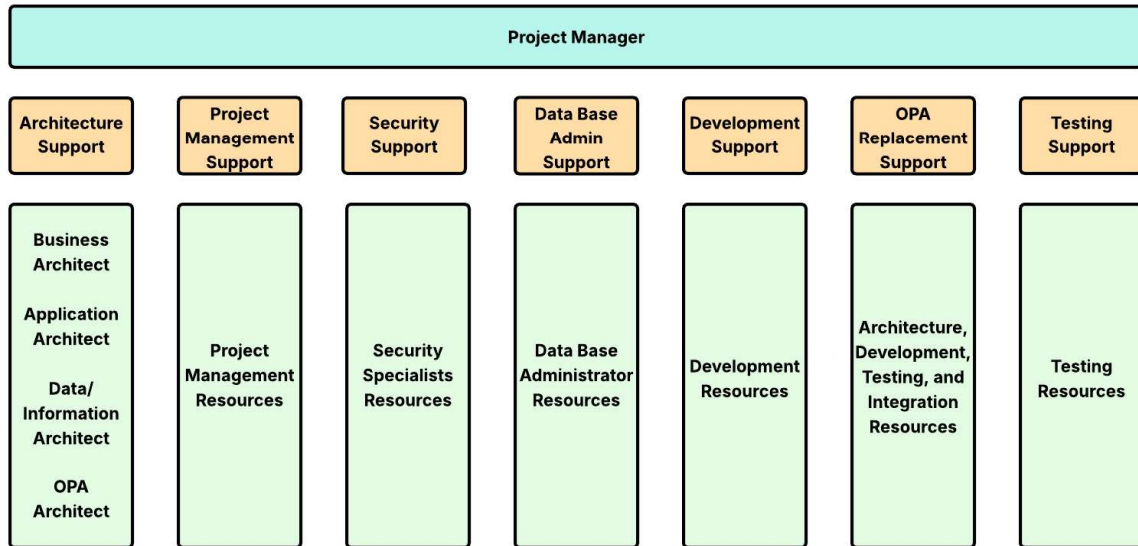 Project Manager
Architecture
Support
Project
Management
Support
Security
Support
Data Base
Admin
Support
Development
Support
OPA
Replacement
Support
Testing
Support
Business
Architect
Application
Architect
Data/
Information
Architect
OPA
Architect
Project
Management
Resources
Security
Specialists
Resources
Data Base
Administrator
Resources
Development
Resources
Architecture,
Development,
Testing, and
Integration
Resources
Testing
Resources